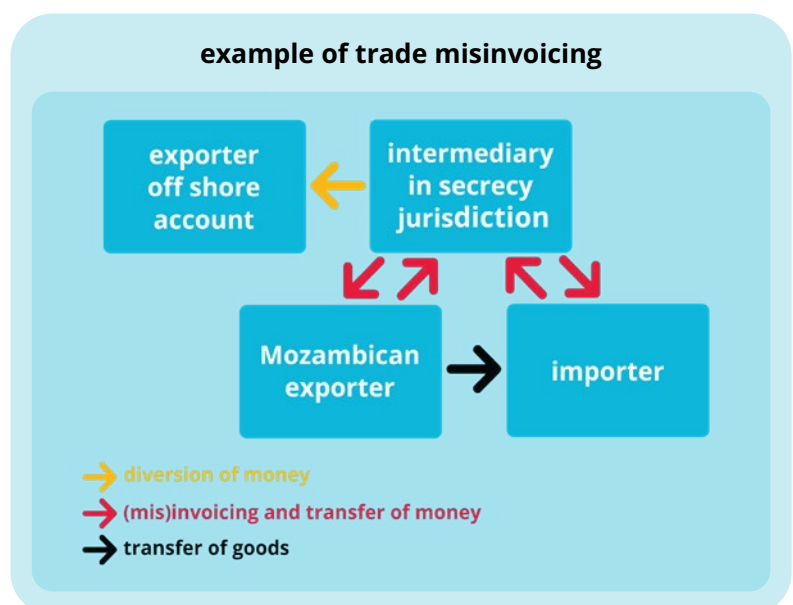 example of trade misinvoicing
exporter
off shore
account
intermediary
in secrecy
jurisdiction
Mozambican
exporter
importer
diversion of money
(mis)invoicing and transfer of money
transfer of goods